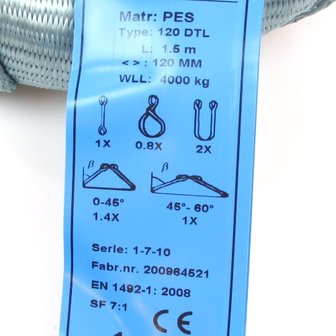 Matr: PES
Type: 120 DTL
L: 1.5 m
< > : 120 MM
WLL: 4000 kg
1X 0.8X 2X
β β
0-45° 45°- 60°
1.4X 1X
Serie: 1-7-10
Fabr.nr. 200964521
EN 1492-1: 2008
SF 7:1
CE